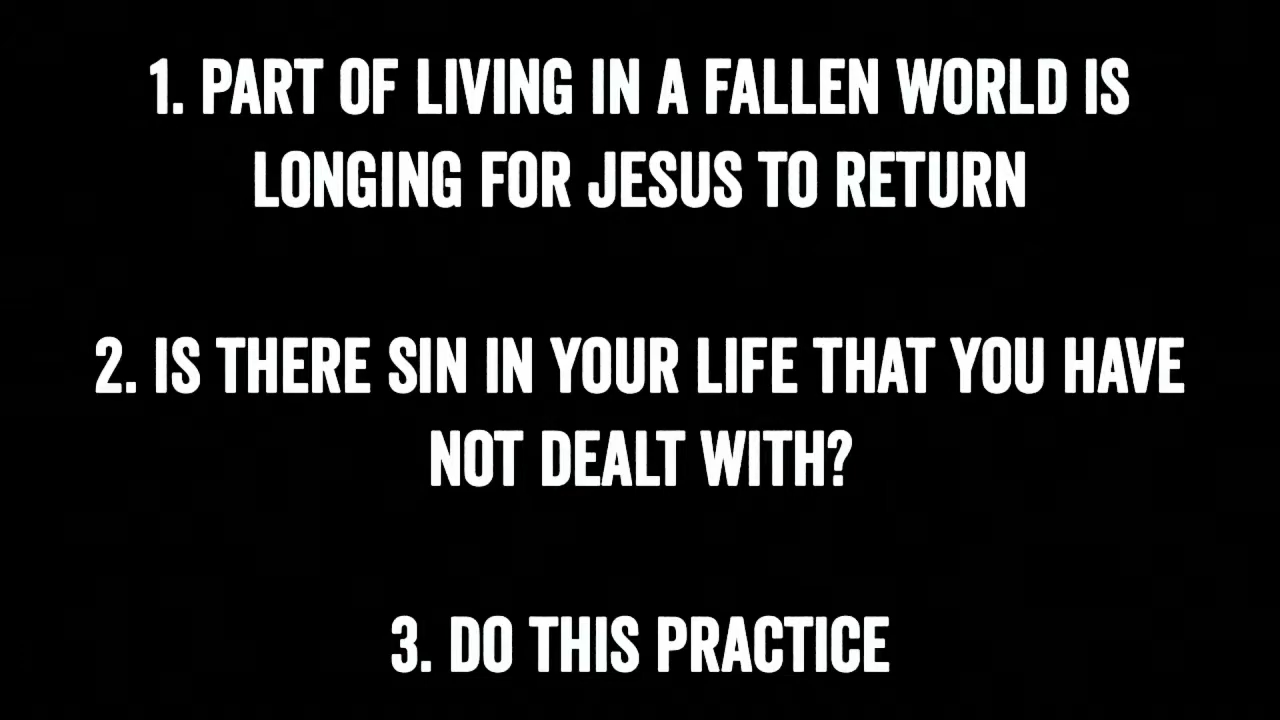 1. PART OF LIVING IN A FALLEN WORLD IS
LONGING FOR JESUS TO RETURN
2. IS THERE SIN IN YOUR LIFE THAT YOU HAVE
NOT DEALT WITH?
3. DO THIS PRACTICE